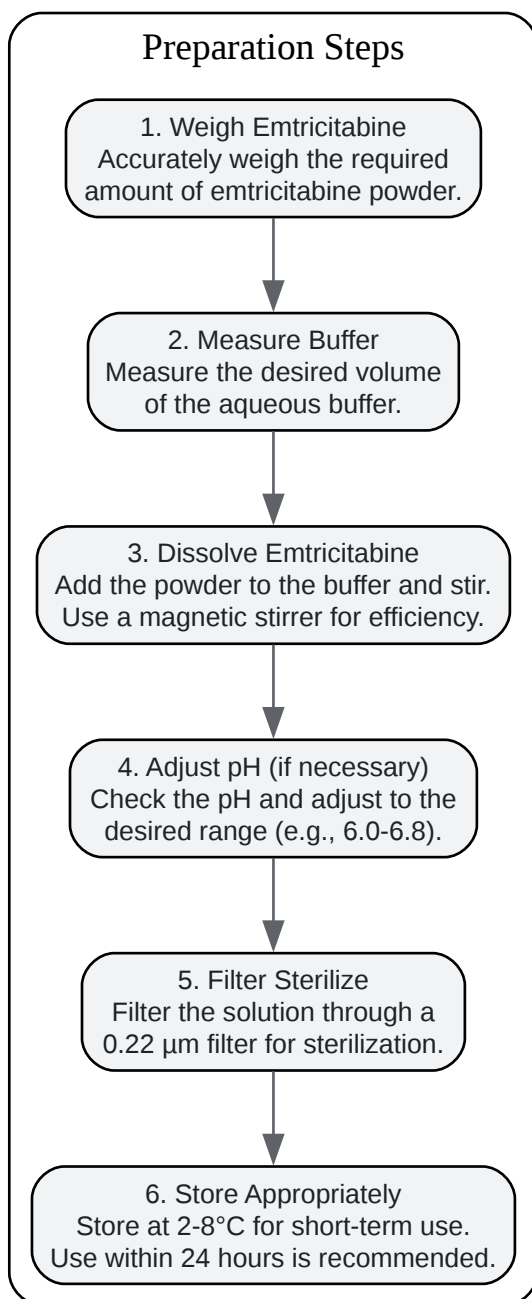 Preparation Steps
1. Weigh Emtricitabine
Accurately weigh the required
amount of emtricitabine powder.
2. Measure Buffer
Measure the desired volume
of the aqueous buffer.
3. Dissolve Emtricitabine
Add the powder to the buffer and stir.
Use a magnetic stirrer for efficiency.
4. Adjust pH (if necessary)
Check the pH and adjust to the
desired range (e.g., 6.0-6.8).
5. Filter Sterilize
Filter the solution through a
0.22 µm filter for sterilization.
6. Store Appropriately
Store at 2-8°C for short-term use.
Use within 24 hours is recommended.